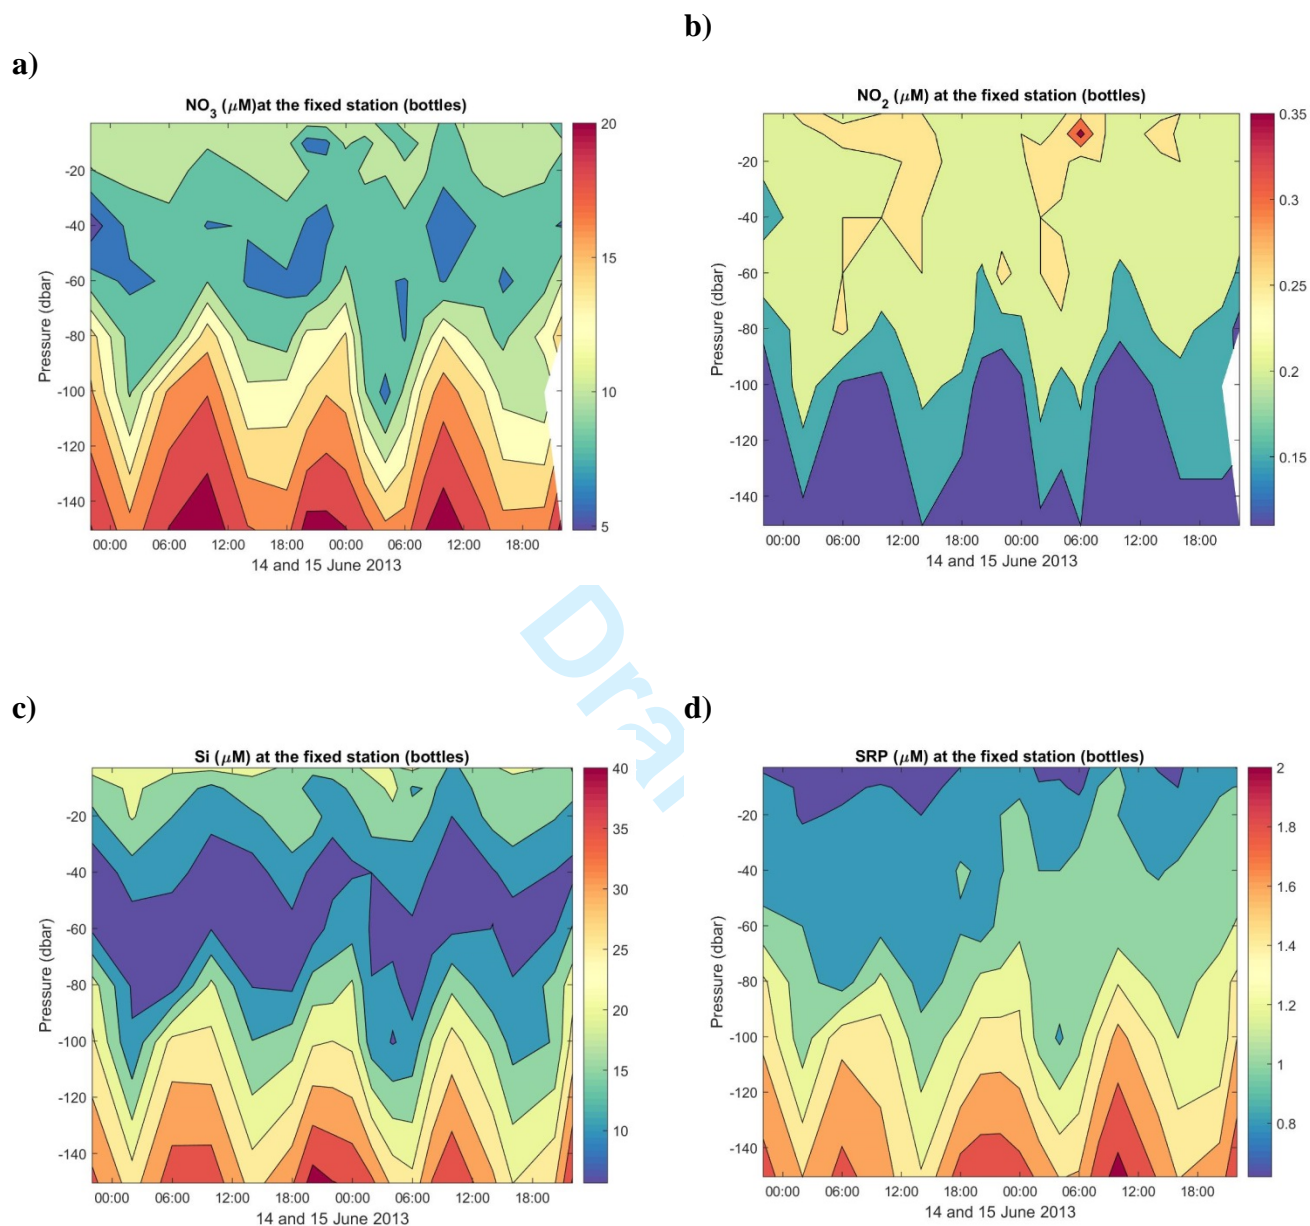 b)
a)
NO3 (μM)at the fixed station (bottles)
-20
-40
-60
-80
-100
-120
-140
Pressure (dbar)
00:00 06:00 12:00 18:00 00:00 06:00 12:00 18:00
14 and 15 June 2013
20
15
10
5
NO2 (μM) at the fixed station (bottles)
-20
-40
-60
-80
-100
-120
-140
Pressure (dbar)
00:00 06:00 12:00 18:00 00:00 06:00 12:00 18:00
14 and 15 June 2013
0.35
0.3
0.25
0.2
0.15
c)
d)
Si (μM) at the fixed station (bottles)
-20
-40
-60
-80
-100
-120
-140
Pressure (dbar)
00:00 06:00 12:00 18:00 00:00 06:00 12:00 18:00
14 and 15 June 2013
40
35
30
25
20
15
10
SRP (μM) at the fixed station (bottles)
-20
-40
-60
-80
-100
-120
-140
Pressure (dbar)
00:00 06:00 12:00 18:00 00:00 06:00 12:00 18:00
14 and 15 June 2013
2
1.8
1.6
1.4
1.2
1
0.8